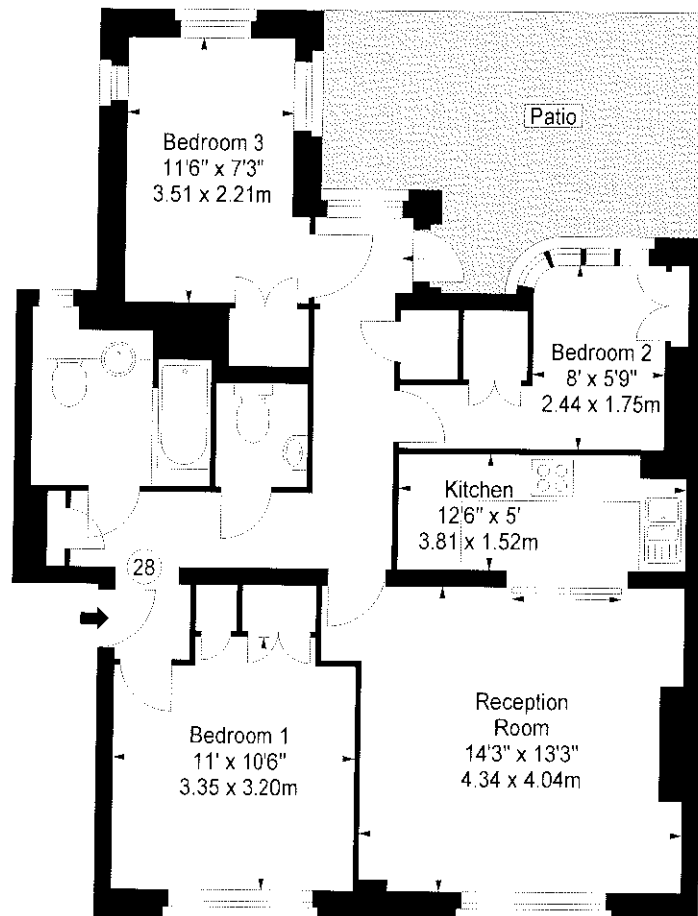 Patio
Bedroom 3
11'6" x 7'3"
3.51 x 2.21m
Bedroom 2
8' x 5'9"
2.44 x 1.75m
Kitchen
12'6" x 5'
3.81 x 1.52m
28
Reception
Room
14'3" x 13'3"
4.34 x 4.04m
Bedroom 1
11' x 10'6"
3.35 x 3.20m